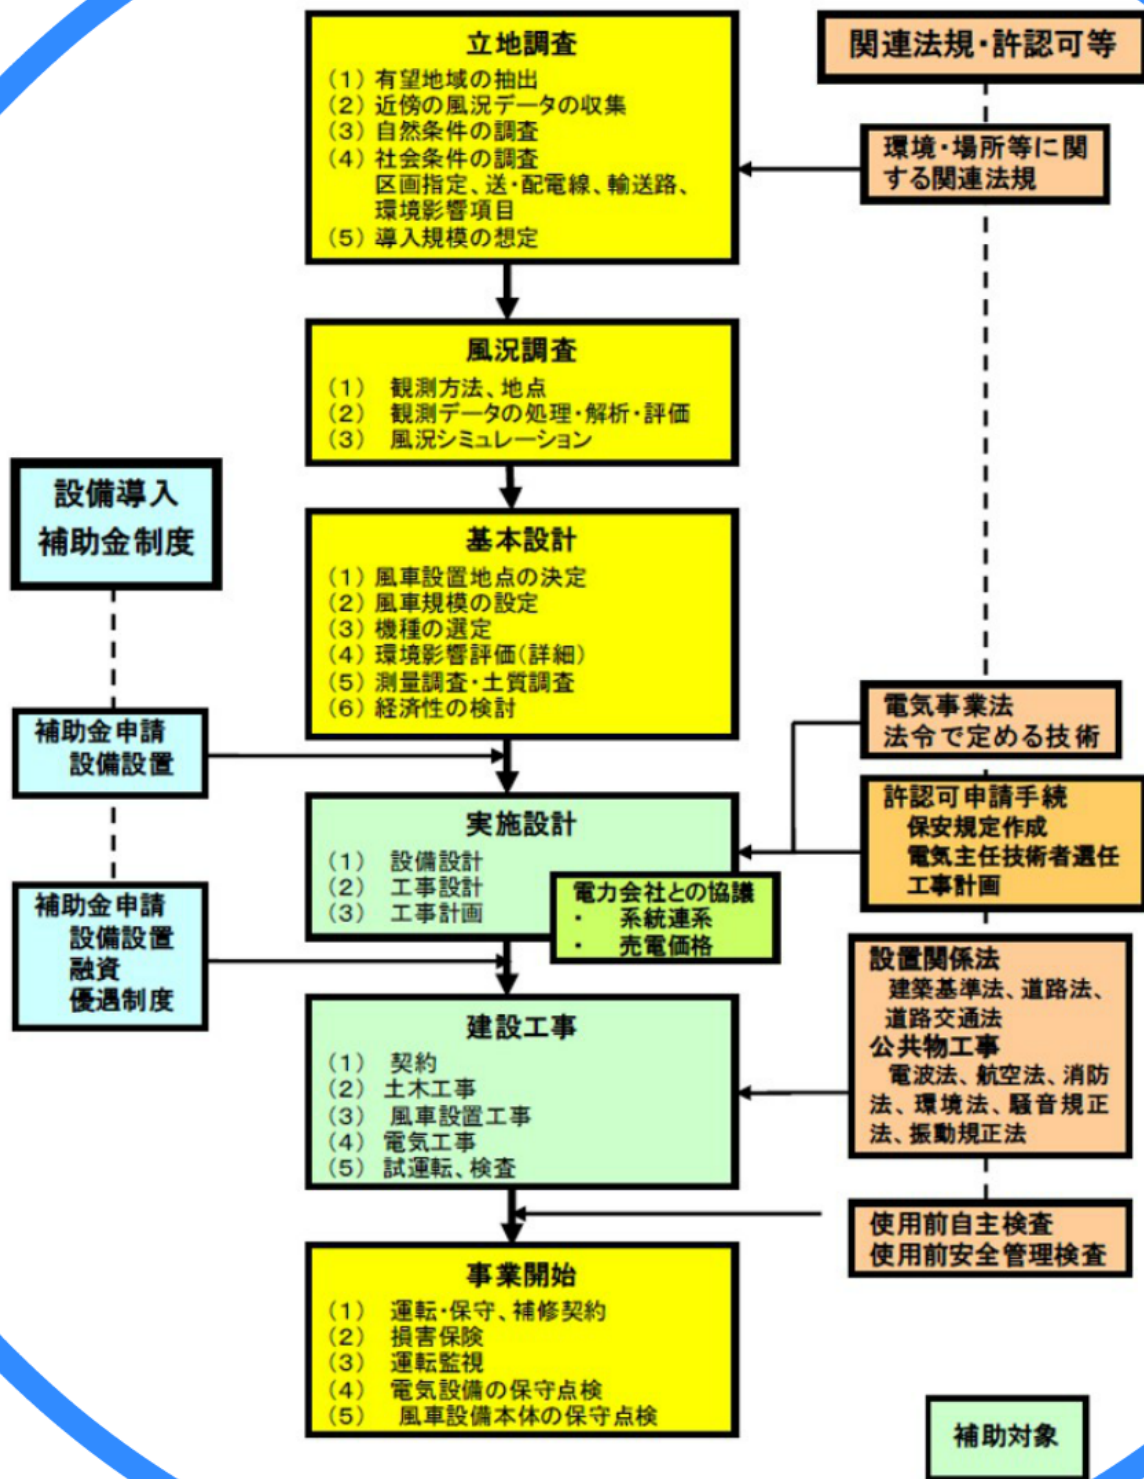 立地調査
(1) 有望地域の抽出
(2) 近傍の風況データの収集
(3) 自然条件の調査
(4) 社会条件の調査
区画指定、送・配電線、輸送路、
環境影響項目
(5) 導入規模の想定
関連法規・許認可等
環境・場所等に関
する関連法規
風況調査
(1) 観測方法、地点
(2) 観測データの処理・解析・評価
(3) 風況シミュレーション
設備導入
補助金制度
基本設計
(1) 風車設置地点の決定
(2) 風車規模の設定
(3) 機種の選定
(4) 環境影響評価(詳細)
(5) 測量調査・土質調査
(6) 経済性の検討
補助金申請
設備設置
電気事業法
法令で定める技術
許認可申請手続
保安規定作成
電気主任技術者選任
工事計画
実施設計
(1) 設備設計
(2) 工事設計
(3) 工事計画
電力会社との協議
・ 系統連系
・ 売電価格
補助金申請
設備設置
融資
優遇制度
設置関係法
建築基準法、道路法、
道路交通法
公共物工事
電波法、航空法、消防
法、環境法、騒音規正
法、振動規正法
建設工事
(1) 契約
(2) 土木工事
(3) 風車設置工事
(4) 電気工事
(5) 試運転、検査
使用前自主検査
使用前安全管理検査
事業開始
(1) 運転・保守、補修契約
(2) 損害保険
(3) 運転監視
(4) 電気設備の保守点検
(5) 風車設備本体の保守点検
補助対象